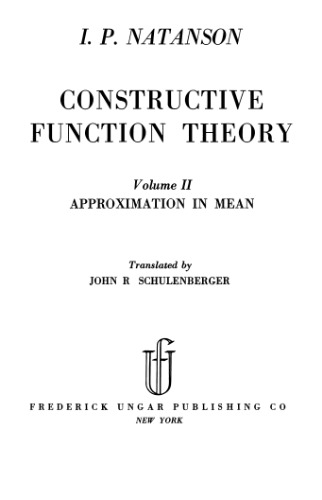 I. P. NATANSON
CONSTRUCTIVE
FUNCTION THEORY
Volume II
APPROXIMATION IN MEAN
Translated by
JOHN R SCHULENBERGER
FREDERICK UNGAR PUBLISHING CO
NEW YORK